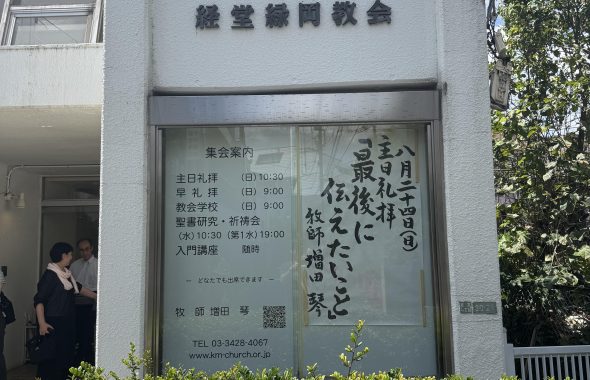 経堂緑岡教会
集会案内
主日礼拝 (日) 10:30
早礼拝 (日) 9:00
教会学校 (日) 9:00
聖書研究・祈祷会
(水) 10:30 (第1水) 19:00
入門講座 随時
ー どなたでも出席できます ー
牧師 増田 琴
TEL 03-3428-4067
www.km-church.or.jp
八月二十四日(日)
主日礼拝
「最後に
伝えたいこと」
牧師 増田 琴